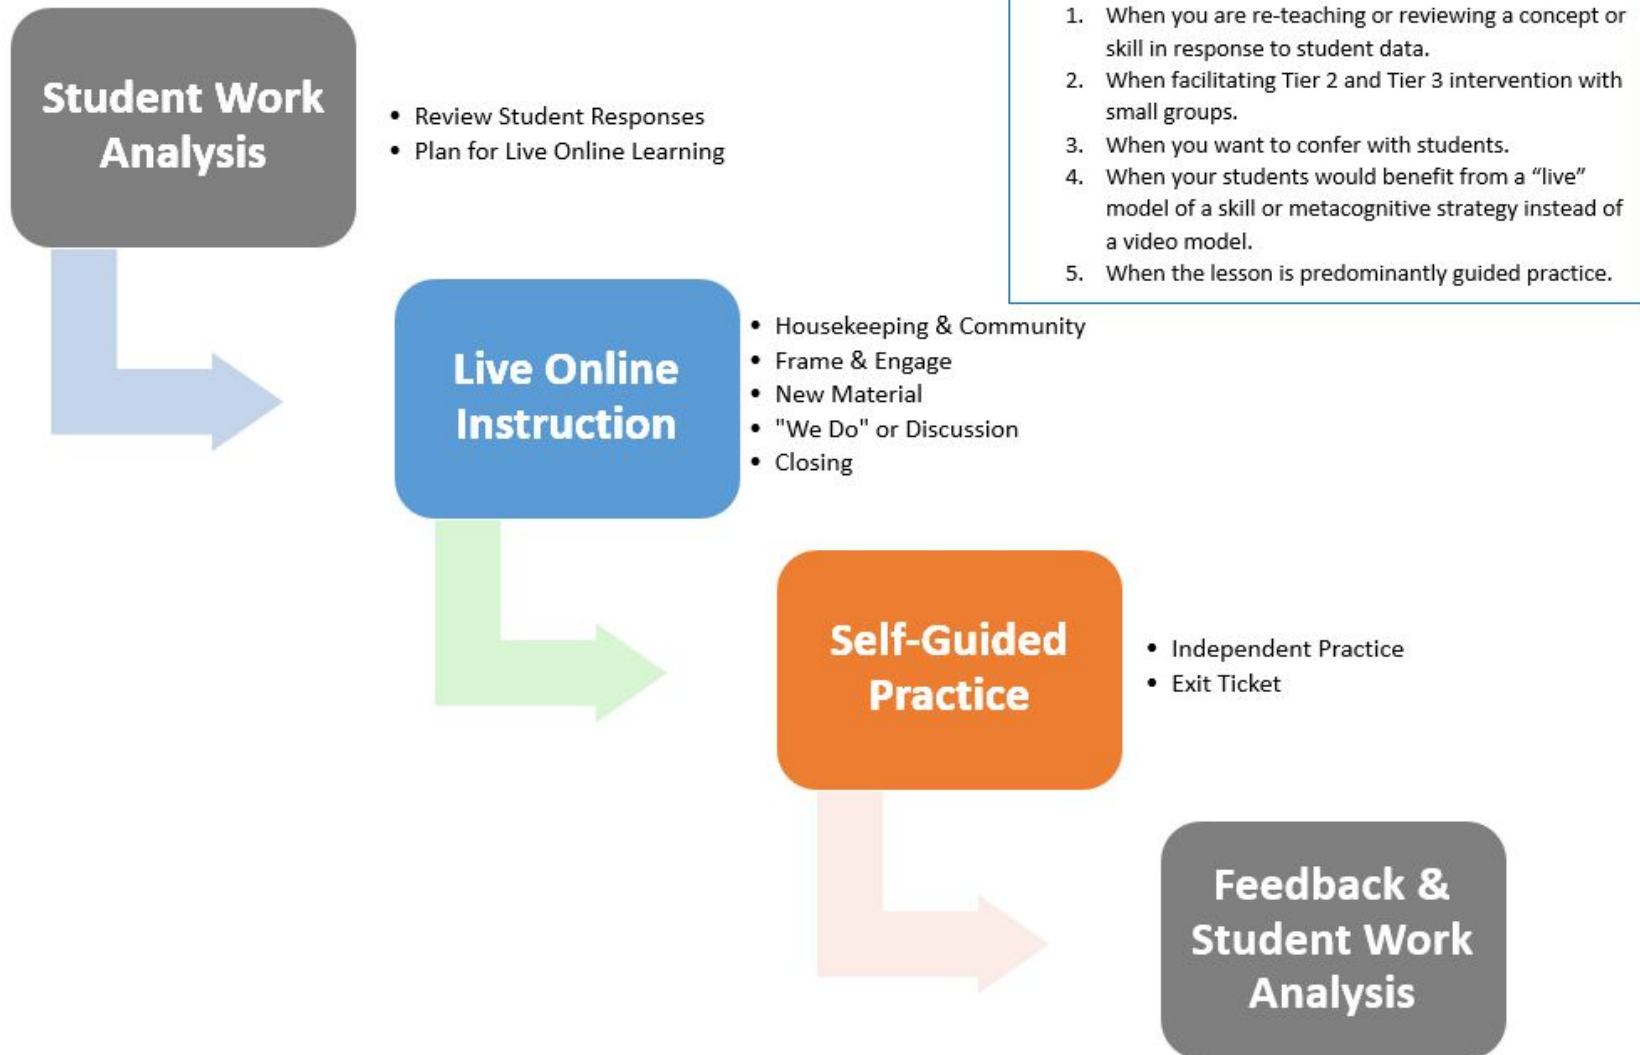 Student Work
Analysis
• Review Student Responses
• Plan for Live Online Learning
1. When you are re-teaching or reviewing a concept or
skill in response to student data.
2. When facilitating Tier 2 and Tier 3 intervention with
small groups.
3. When you want to confer with students.
4. When your students would benefit from a “live”
model of a skill or metacognitive strategy instead of
a video model.
5. When the lesson is predominantly guided practice.
Live Online
Instruction
• Housekeeping & Community
• Frame & Engage
• New Material
• "We Do" or Discussion
• Closing
Self-Guided
Practice
• Independent Practice
• Exit Ticket
Feedback &
Student Work
Analysis